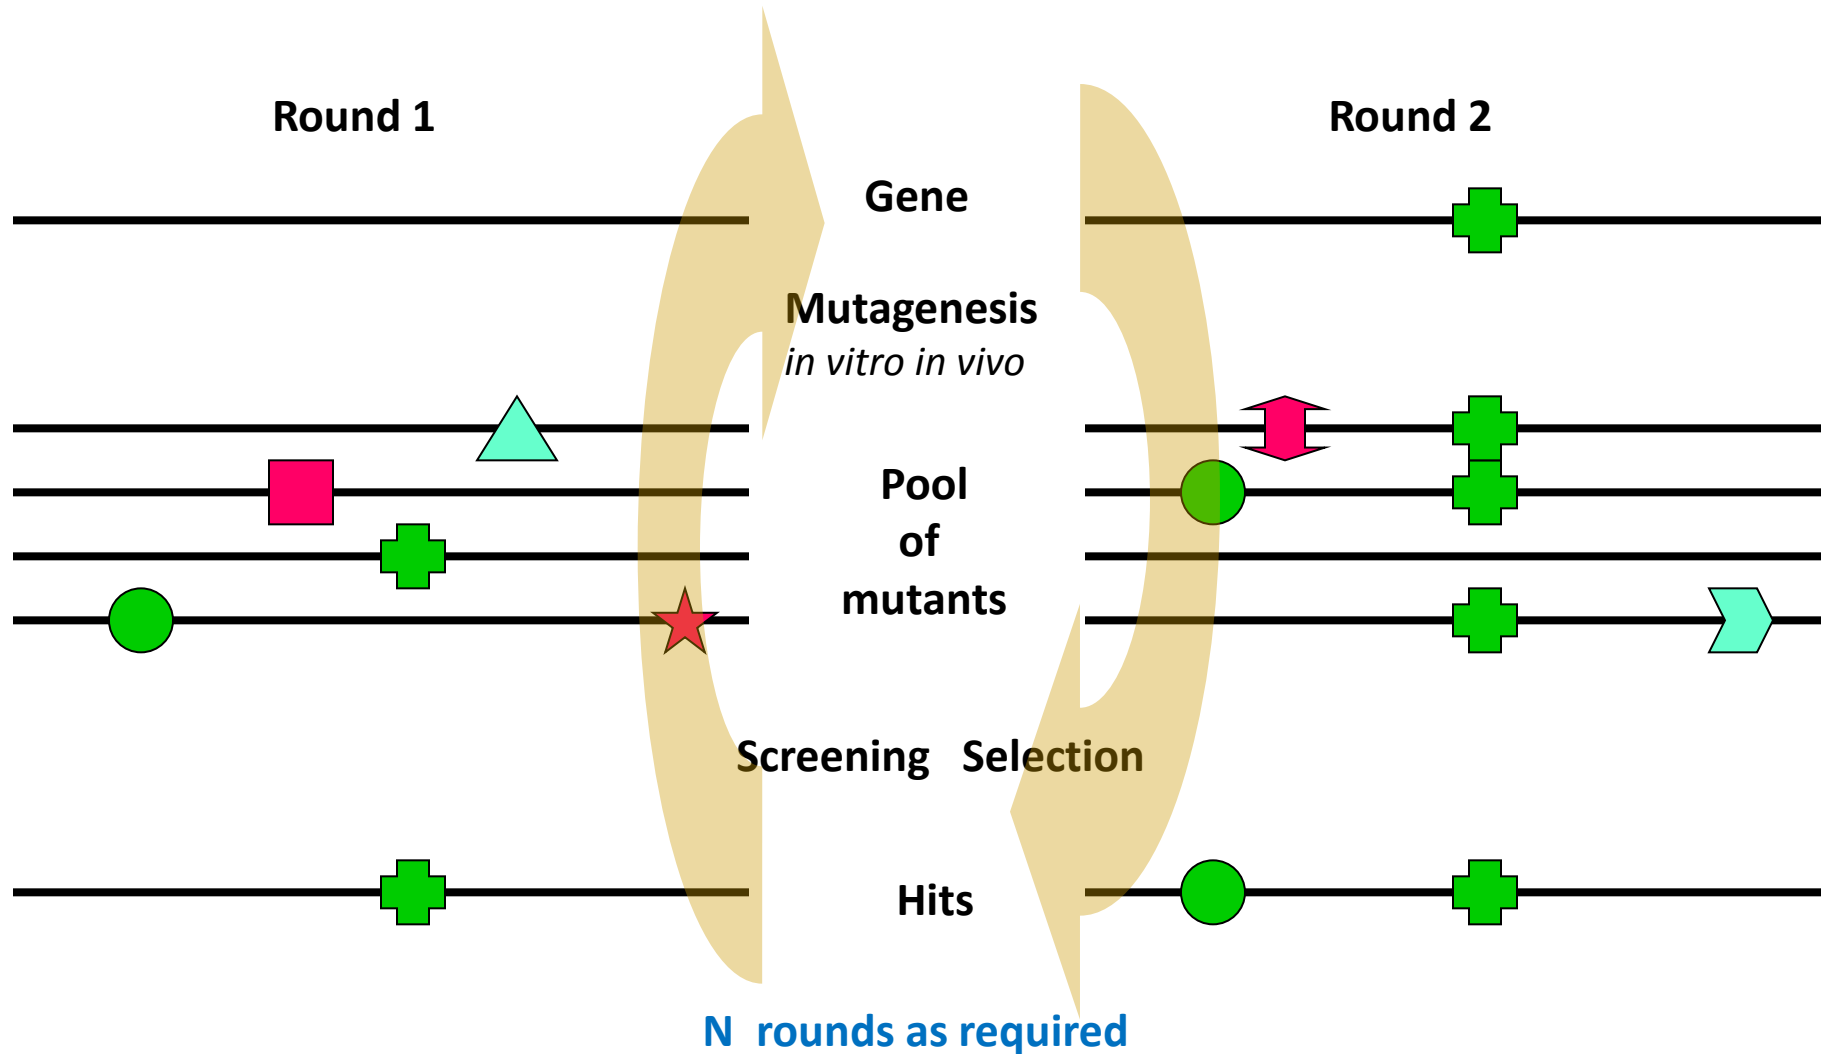 Round 1
Round 2
Gene
Mutagenesis
in vitro in vivo
Pool
of
mutants
Screening Selection
Hits
N rounds as required